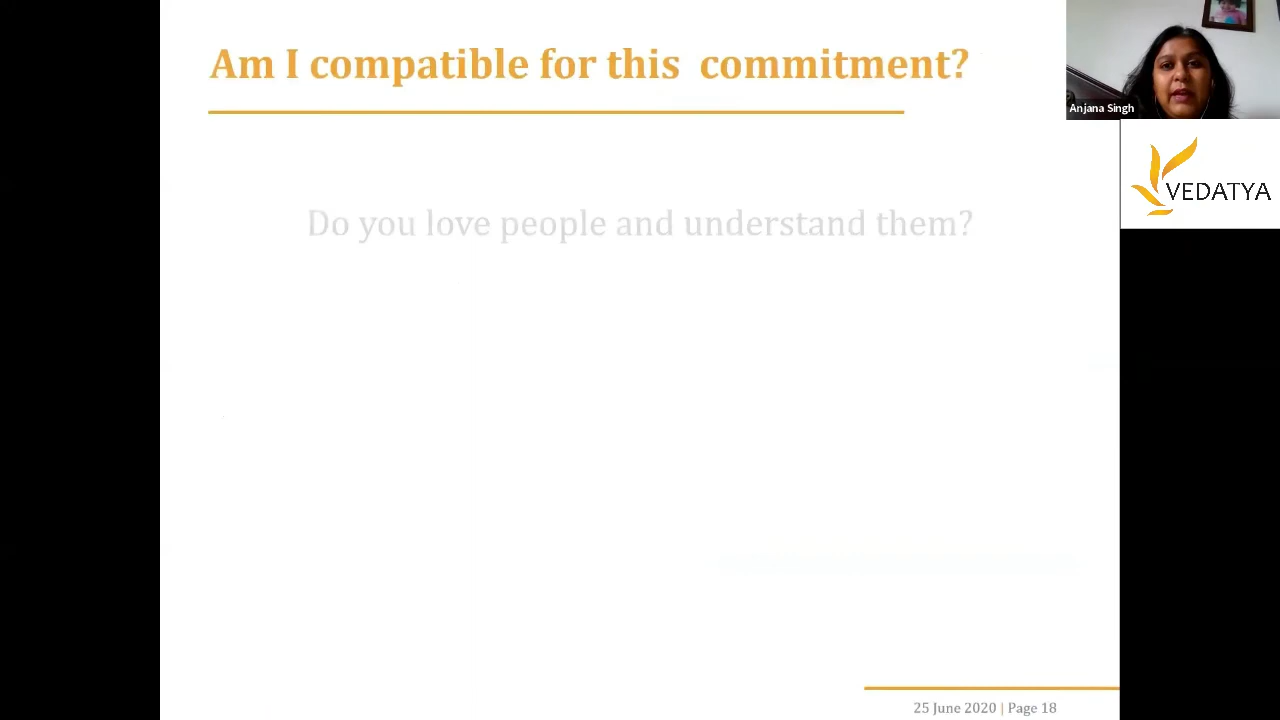 Am I compatible for this  commitment?
Anjana Singh
VEDATYA
Do you love people and understand them?
25 June 2020 | Page 18